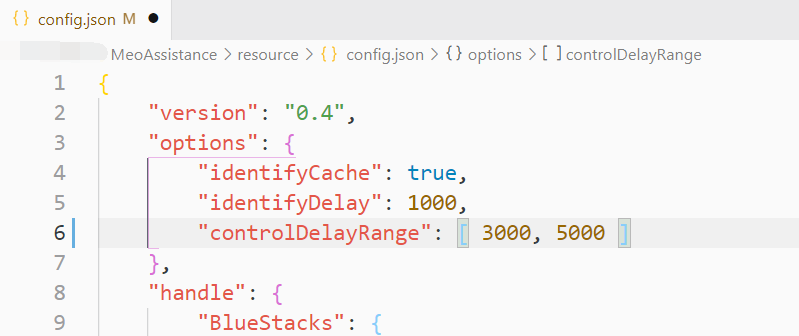 config.json M
MeoAssistance > resource > {} config.json > {} options > [ ] controlDelayRange
1 {
2 "version": "0.4",
3 "options": {
4 "identifyCache": true,
5 "identifyDelay": 1000,
6 "controlDelayRange": [ 3000, 5000 ]
7 },
8 "handle": {
9 "BlueStacks": {